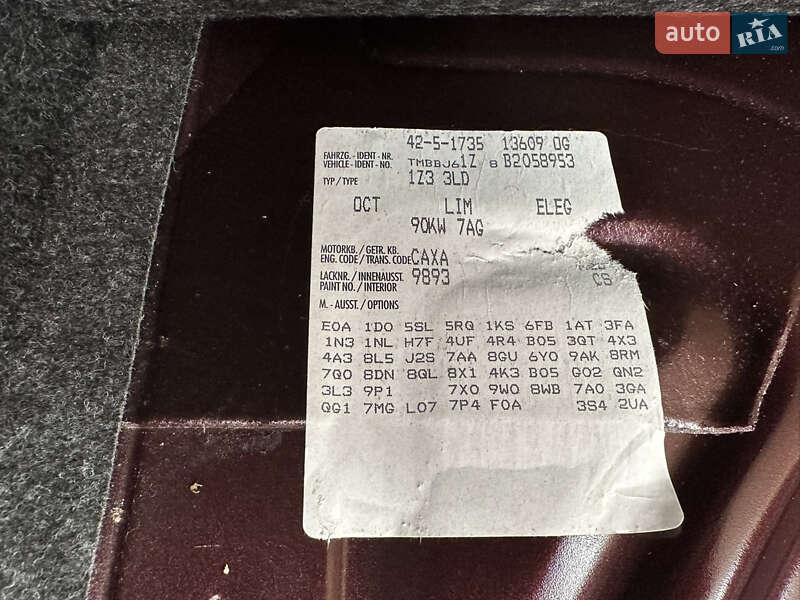 auto RIA .com
42-5-1735 13609 0G
FAHRZG. - IDENT - NR.
VEHICLE - IDENT - NO. TMBBJ61Z 8 B2058953
TYP / TYPE 1Z3 3LD
OCT LIM ELEG
90KW 7AG
MOTORKB. / GETR. KB.
ENG. CODE / TRANS. CODE CAXA
LACKNR. / INNENAUSST. 9893 CS
PAINT NO. / INTERIOR
M. - AUSST. / OPTIONS
E0A 1D0 5SL 5RQ 1KS 6FB 1AT 3FA
1N3 1NL H7F 4UF 4R4 B05 3QT 4X3
4A3 8L5 J2S 7AA 8GU 6Y0 9AK 8RM
7Q0 8DN 8QL 8X1 4K3 B05 G02 QN2
3L3 9P1 7X0 9W0 8WB 7A0 3GA
QG1 7MG L07 7P4 F0A 3S4 2UA